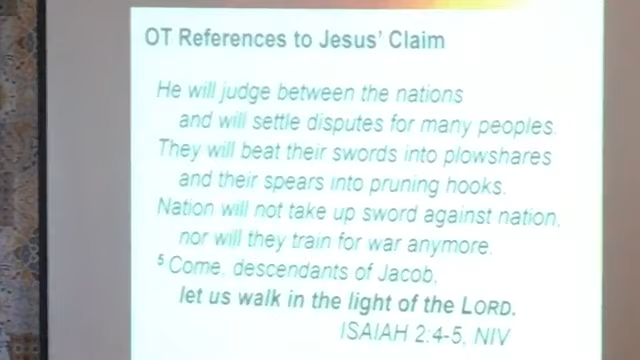 OT References to Jesus' Claim
He will judge between the nations
and will settle disputes for many peoples.
They will beat their swords into plowshares
and their spears into pruning hooks.
Nation will not take up sword against nation,
nor will they train for war anymore.
5 Come, descendants of Jacob,
let us walk in the light of the LORD.
ISAIAH 2:4-5, NIV